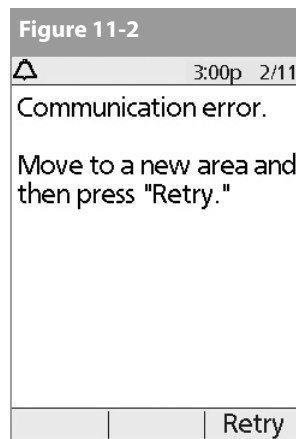 Figure 11-2
3:00p 2/11
Communication error.
Move to a new area and
then press "Retry."
Retry